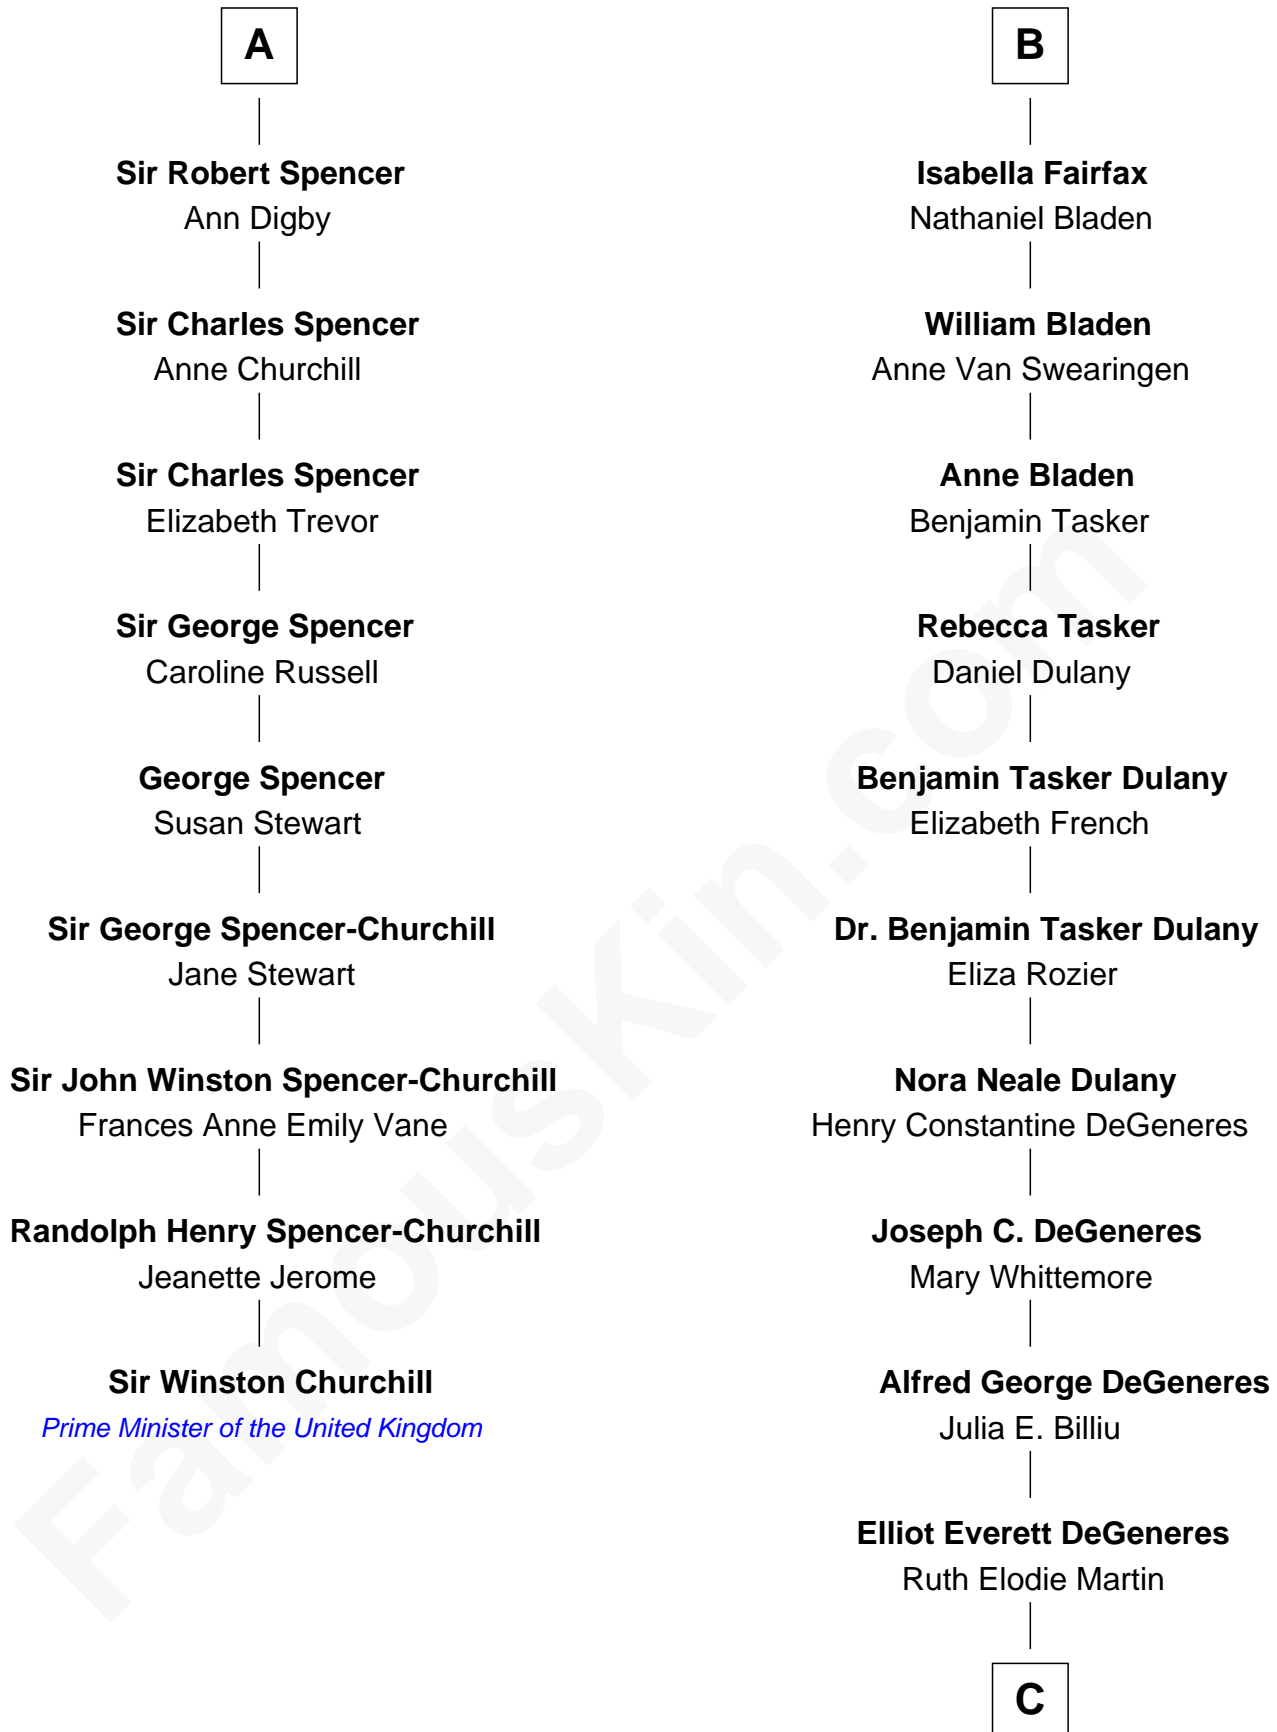 A
Sir Robert Spencer
Ann Digby
Sir Charles Spencer
Anne Churchill
Sir Charles Spencer
Elizabeth Trevor
Sir George Spencer
Caroline Russell
George Spencer
Susan Stewart
Sir George Spencer-Churchill
Jane Stewart
Sir John Winston Spencer-Churchill
Frances Anne Emily Vane
Randolph Henry Spencer-Churchill
Jeanette Jerome
Sir Winston Churchill
Prime Minister of the United Kingdom
B
Isabella Fairfax
Nathaniel Bladen
William Bladen
Anne Van Swearingen
Anne Bladen
Benjamin Tasker
Rebecca Tasker
Daniel Dulany
Benjamin Tasker Dulany
Elizabeth French
Dr. Benjamin Tasker Dulany
Eliza Rozier
Nora Neale Dulany
Henry Constantine DeGeneres
Joseph C. DeGeneres
Mary Whittemore
Alfred George DeGeneres
Julia E. Billiu
Elliot Everett DeGeneres
Ruth Elodie Martin
C
FamousKin.com